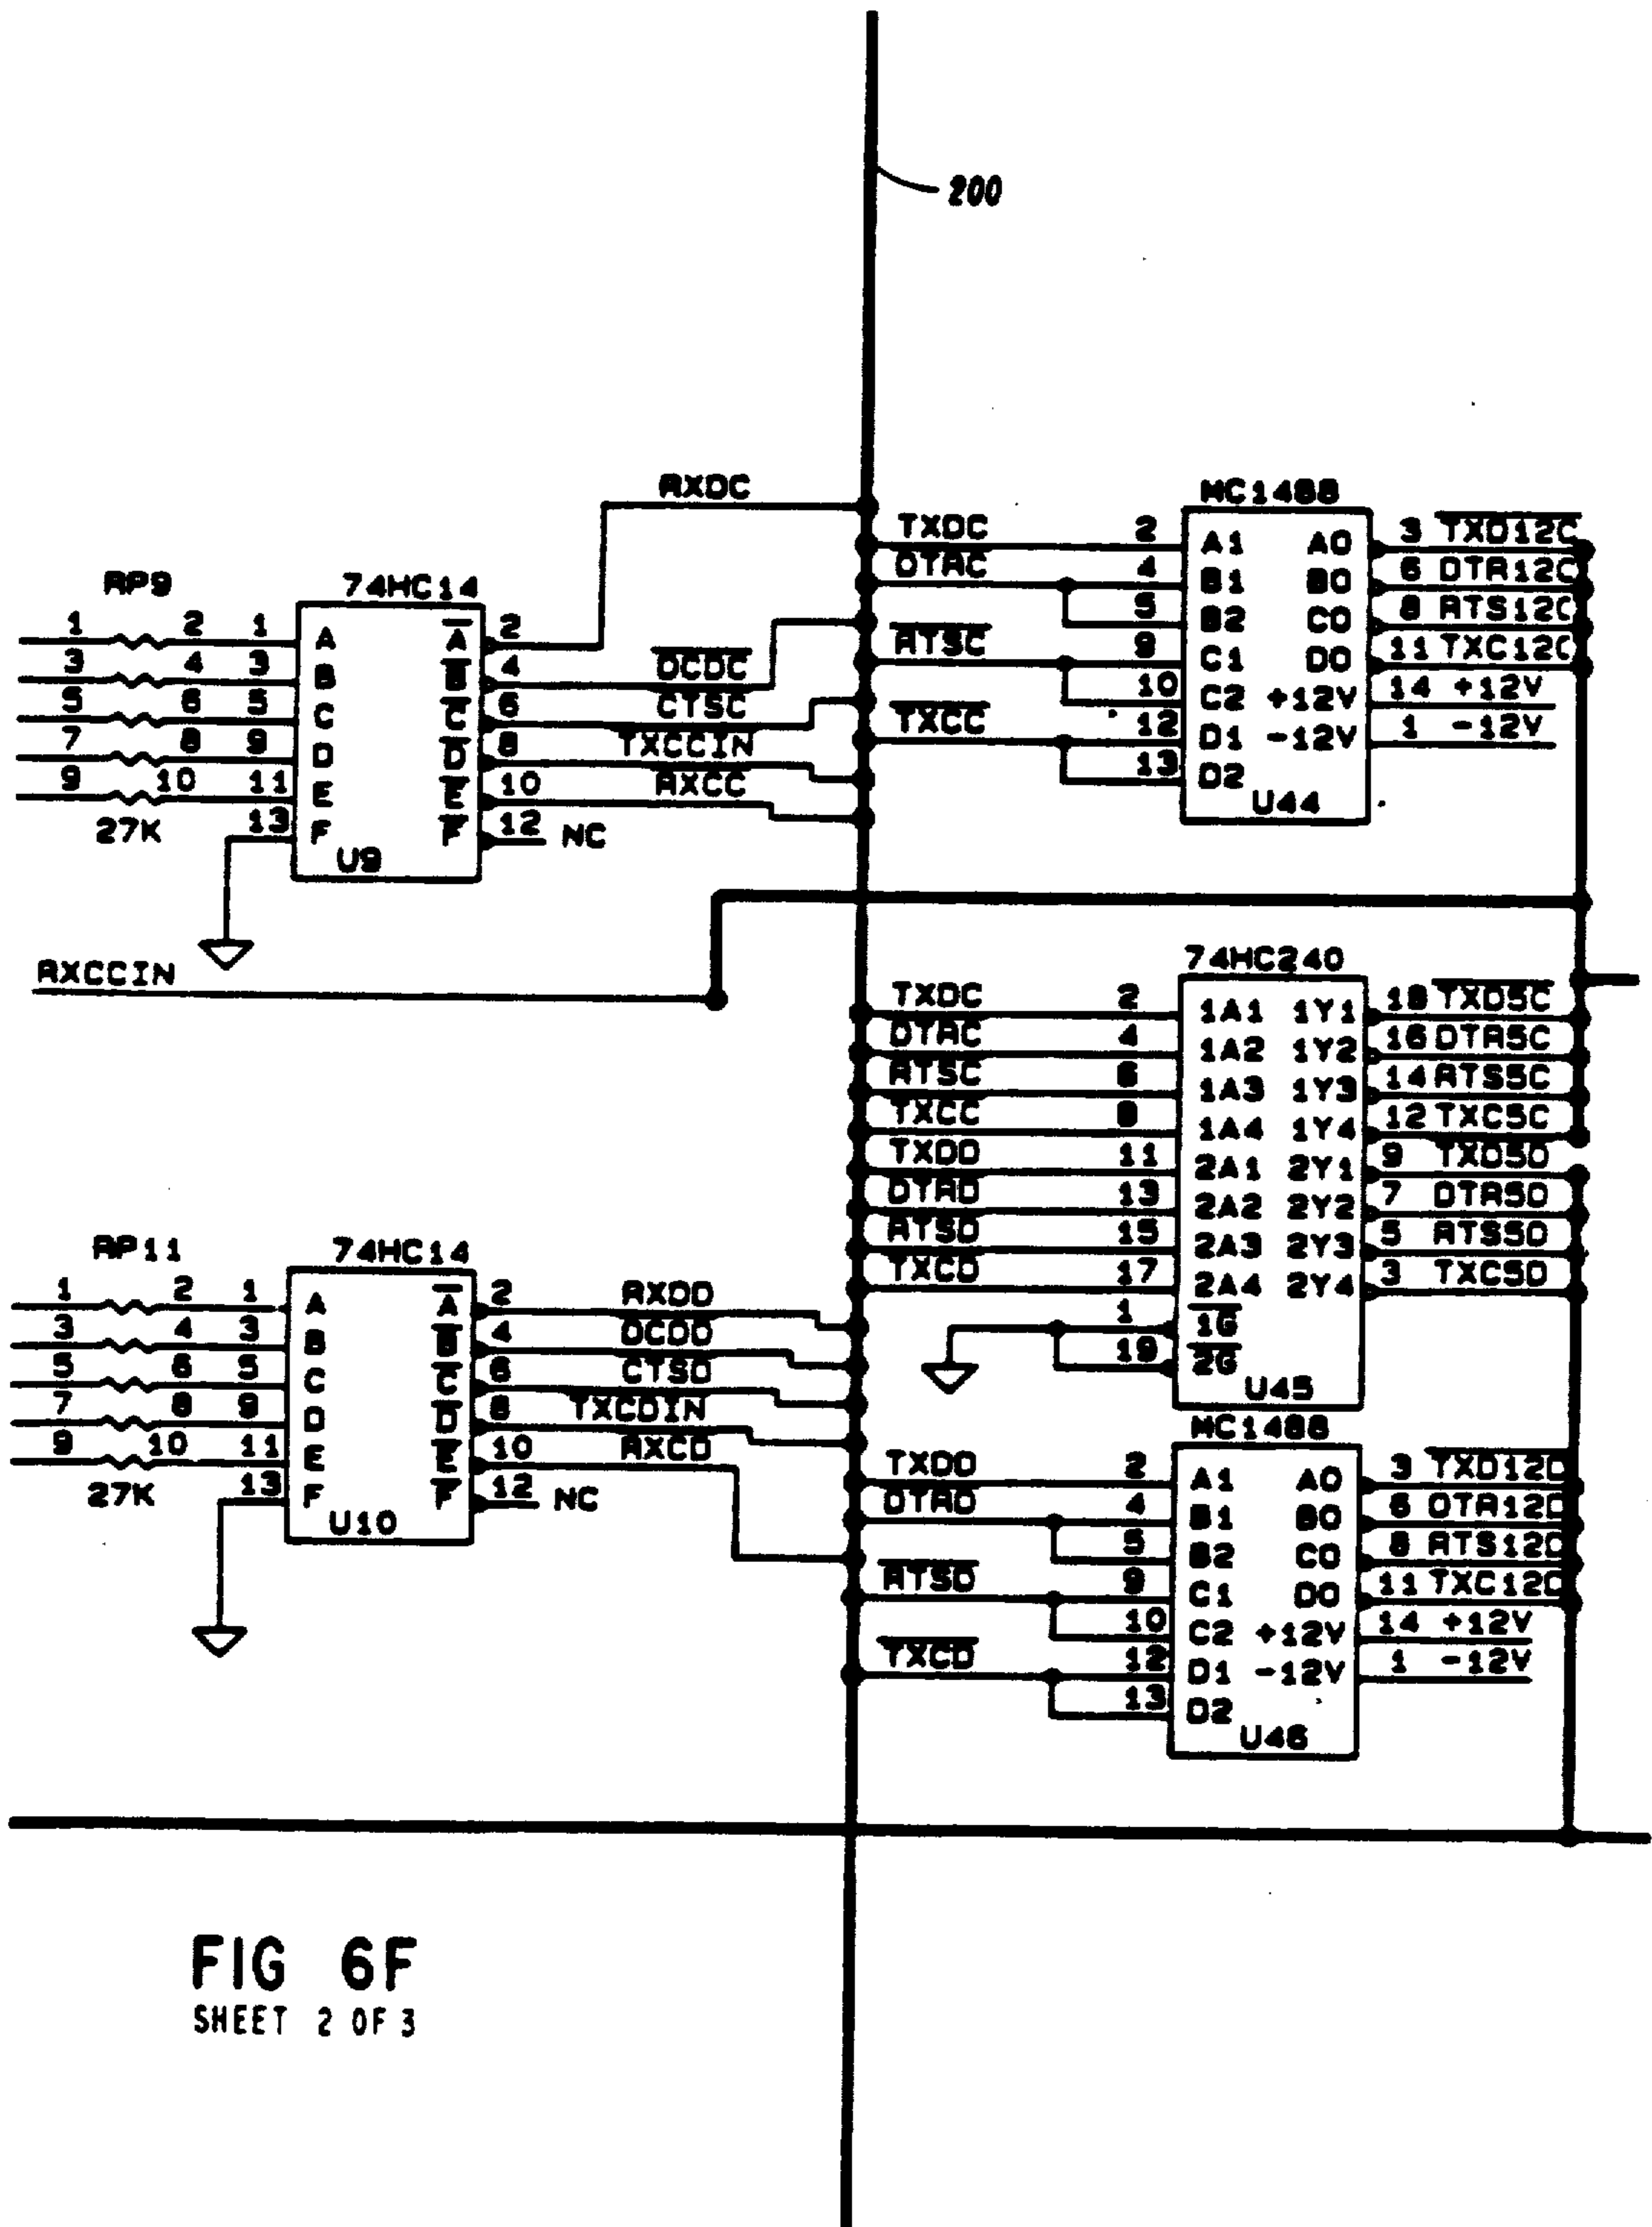 200
RXDC
MC1488
TXDC 2 A1 A0 3 TXD12C
DTRC 4 B1 B0 6 DTR12C
5 B2 C0 8 RTS12C
RTSC 9 C1 D0 11 TXC12C
10 C2 +12V 14 +12V
TXCC 12 D1 -12V 1 -12V
13 D2
U44
RP9 74HC14
1 2 1 A A 2
3 4 3 B B 4 DCDC
5 6 5 C C 6 CTSC
7 8 9 D D 8 TXCCIN
9 10 11 E E 10 RXCC
27K 13 F F 12 NC
U9
RXCCIN
74HC240
TXDC 2 1A1 1Y1 18 TXD5C
DTRC 4 1A2 1Y2 16 DTR5C
RTSC 6 1A3 1Y3 14 RTS5C
TXCC 8 1A4 1Y4 12 TXC5C
TXDD 11 2A1 2Y1 9 TXD5D
DTRD 13 2A2 2Y2 7 DTR5D
RTSD 15 2A3 2Y3 5 RTS5D
TXCD 17 2A4 2Y4 3 TXC5D
1 1G
19 2G
U45
RP11 74HC14
1 2 1 A A 2 RXDD
3 4 3 B B 4 DCDD
5 6 5 C C 6 CTSD
7 8 9 D D 8 TXCDIN
9 10 11 E E 10 RXCD
27K 13 F F 12 NC
U10
MC1488
TXDD 2 A1 A0 3 TXD12D
DTRD 4 B1 B0 6 DTR12D
5 B2 C0 8 RTS12D
RTSD 9 C1 D0 11 TXC12D
10 C2 +12V 14 +12V
TXCD 12 D1 -12V 1 -12V
13 D2
U46
FIG 6F
SHEET 2 OF 3